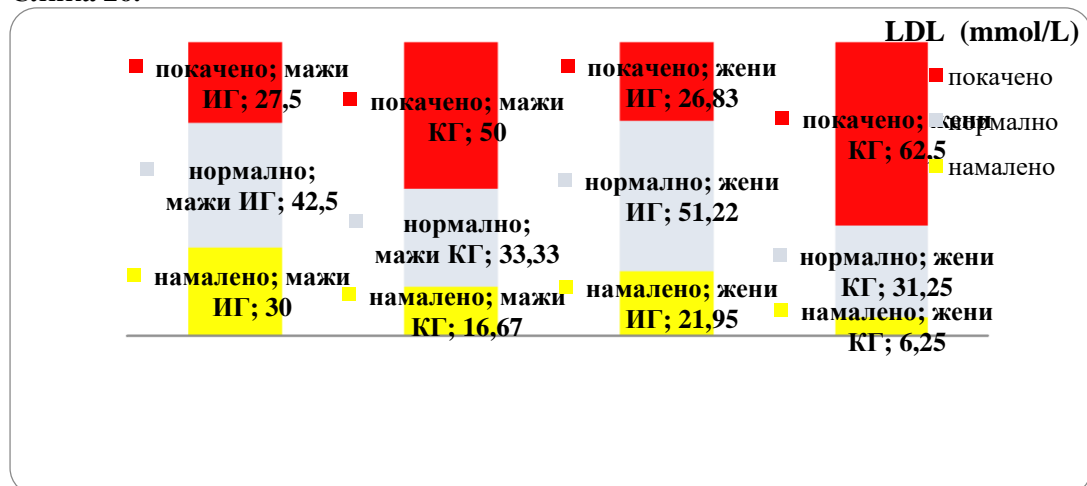 LDL (mmol/L)
покачено; мажи
ИГ; 27,5
нормално;
мажи ИГ; 42,5
намалено; мажи
ИГ; 30
покачено; мажи
КГ; 50
нормално;
мажи КГ; 33,33
намалено; мажи
КГ; 16,67
покачено; жени
ИГ; 26,83
нормално; жени
ИГ; 51,22
намалено; жени
ИГ; 21,95
покачено; жени
КГ; 62,5
нормално; жени
КГ; 31,25
намалено; жени
КГ; 6,25
покачено
нормално
намалено